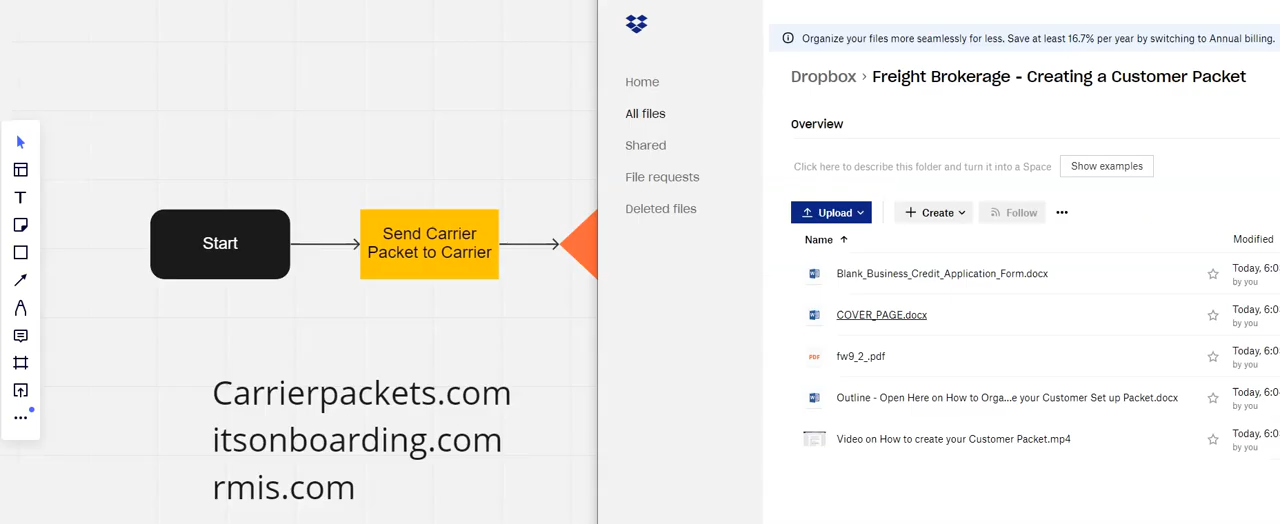 Start
Send Carrier
Packet to Carrier
Carrierpackets.com
itsonboarding.com
rmis.com
T
Home
All files
Shared
File requests
Deleted files
Organize your files more seamlessly for less. Save at least 16.7% per year by switching to Annual billing.
Dropbox › Freight Brokerage - Creating a Customer Packet
Overview
Click here to describe this folder and turn it into a Space Show examples
Upload Create Follow
Name Modified
Blank_Business_Credit_Application_Form.docx Today, 6:0
by you
COVER_PAGE.docx Today, 6:0
by you
PDF fw9_2_.pdf Today, 6:0
by you
Outline - Open Here on How to Orga...e your Customer Set up Packet.docx Today, 6:0
by you
Video on How to create your Customer Packet.mp4 Today, 6:0
by you